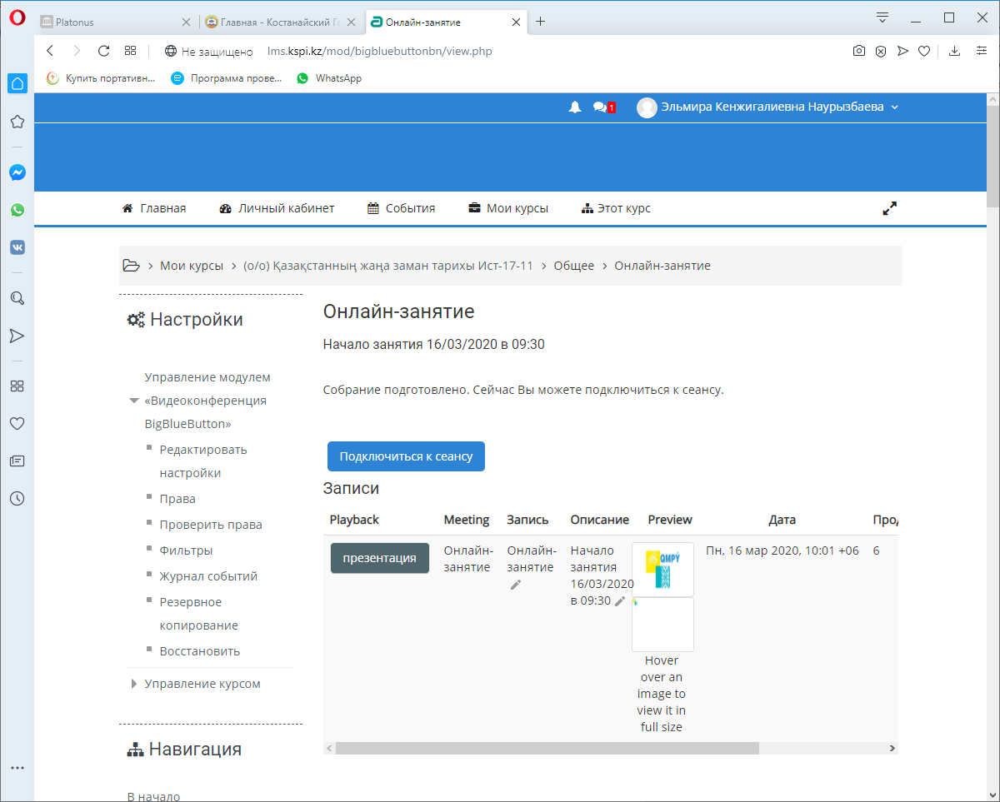 Platonus
Главная - Костанайский Го
Онлайн-занятие
Не защищено
lms.kspi.kz/mod/bigbluebuttonbn/view.php
Купить портативн...
Программа прове...
WhatsApp
1
Эльмира Кенжигалиевна Наурызбаева
Главная
Личный кабинет
События
Мои курсы
Этот курс
Мои курсы > (о/о) Қазақстанның жаңа заман тарихы Ист-17-11 > Общее > Онлайн-занятие
Настройки
Управление модулем
«Видеоконференция
BigBlueButton»
Редактировать
настройки
Права
Проверить права
Фильтры
Журнал событий
Резервное
копирование
Восстановить
Управление курсом
Навигация
В начало
Онлайн-занятие
Начало занятия 16/03/2020 в 09:30
Собрание подготовлено. Сейчас Вы можете подключиться к сеансу.
Подключиться к сеансу
Записи
Playback Meeting Запись Описание Preview Дата Прод
презентация
Онлайн-
занятие
Онлайн-
занятие
Начало
занятия
16/03/2020
в 09:30
QMPY
Hover
over an
image to
view it in
full size
Пн, 16 мар 2020, 10:01 +06
6